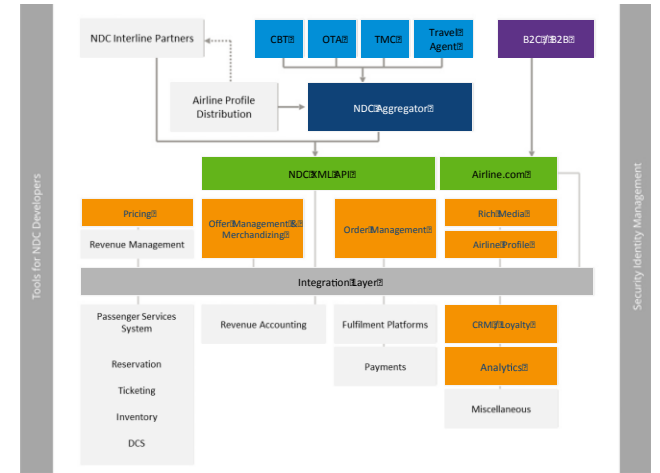 NDC Interline Partners
CBT
OTA
TMC
Travel
Agent
B2C / B2B
Airline Profile
Distribution
NDC Aggregator
NDC XML API
Airline.com
Pricing
Revenue Management
Offer Management &
Merchandizing
Order Management
Rich Media
Airline Profile
Integration Layer
Passenger Services
System
Reservation
Ticketing
Inventory
DCS
Revenue Accounting
Fulfilment Platforms
Payments
CRM / Loyalty
Analytics
Miscellaneous
Tools for NDC Developers
Security Identity Management